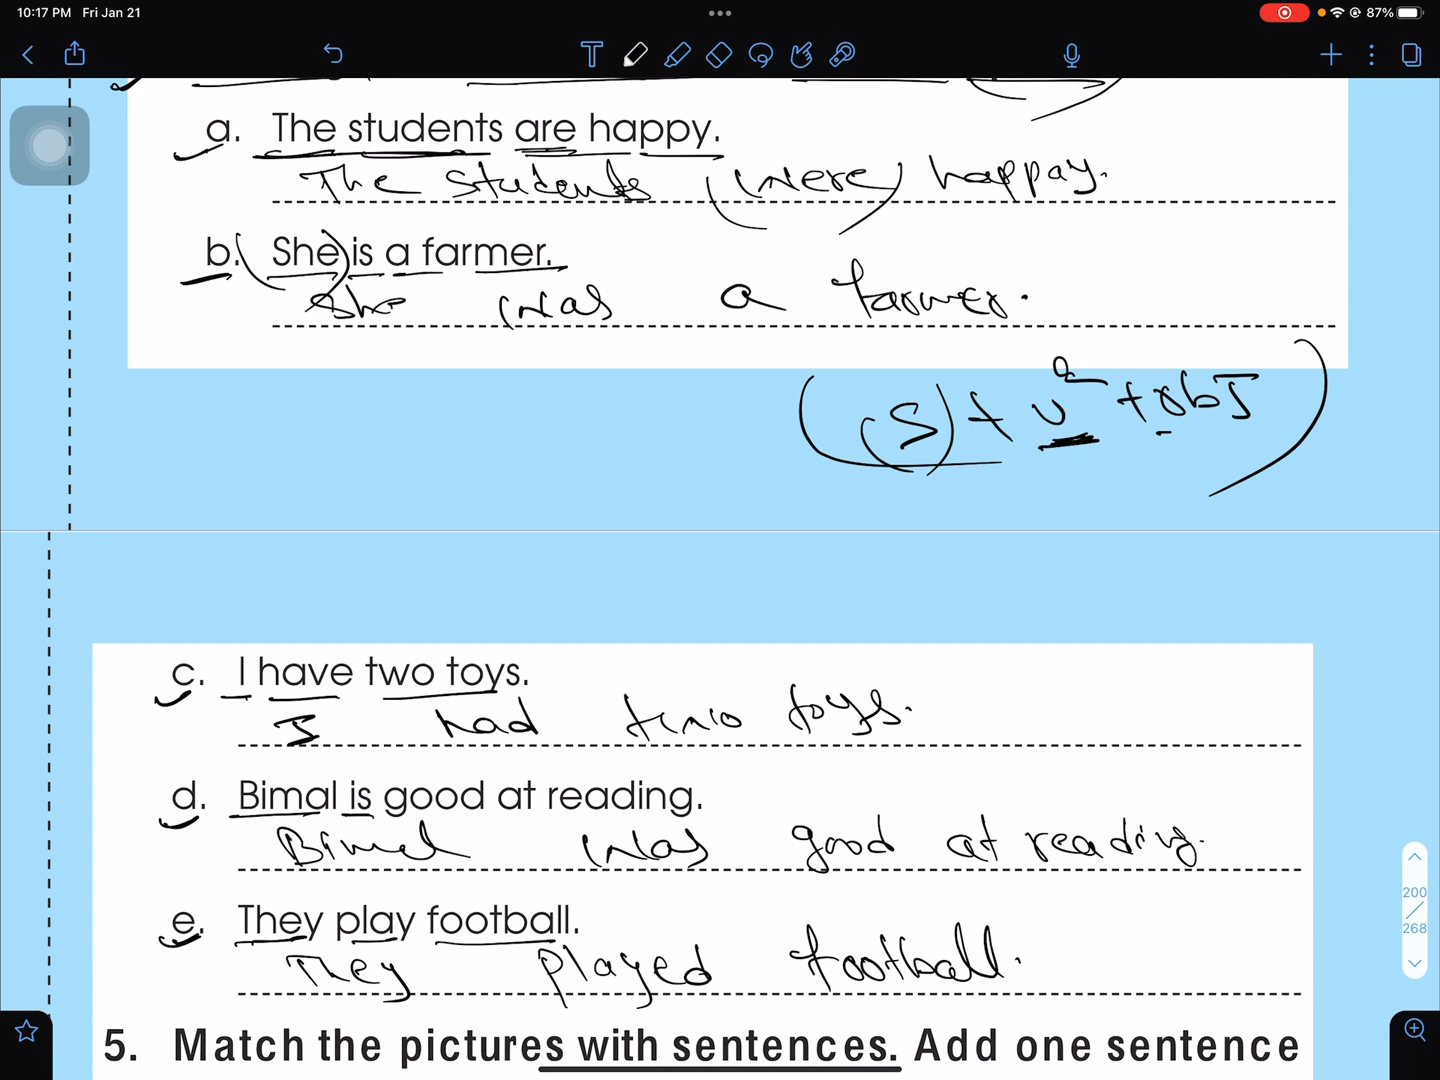 10:17 PM Fri Jan 21 87%
a. The students are happy.
The students (were) happay.
b. She is a farmer.
She was a farmer.
(S) + v² + obj
c. I have two toys.
I had two toys.
d. Bimal is good at reading.
Bimal was good at reading.
e. They play football.
They played football.
200
268
5. Match the pictures with sentences. Add one sentence